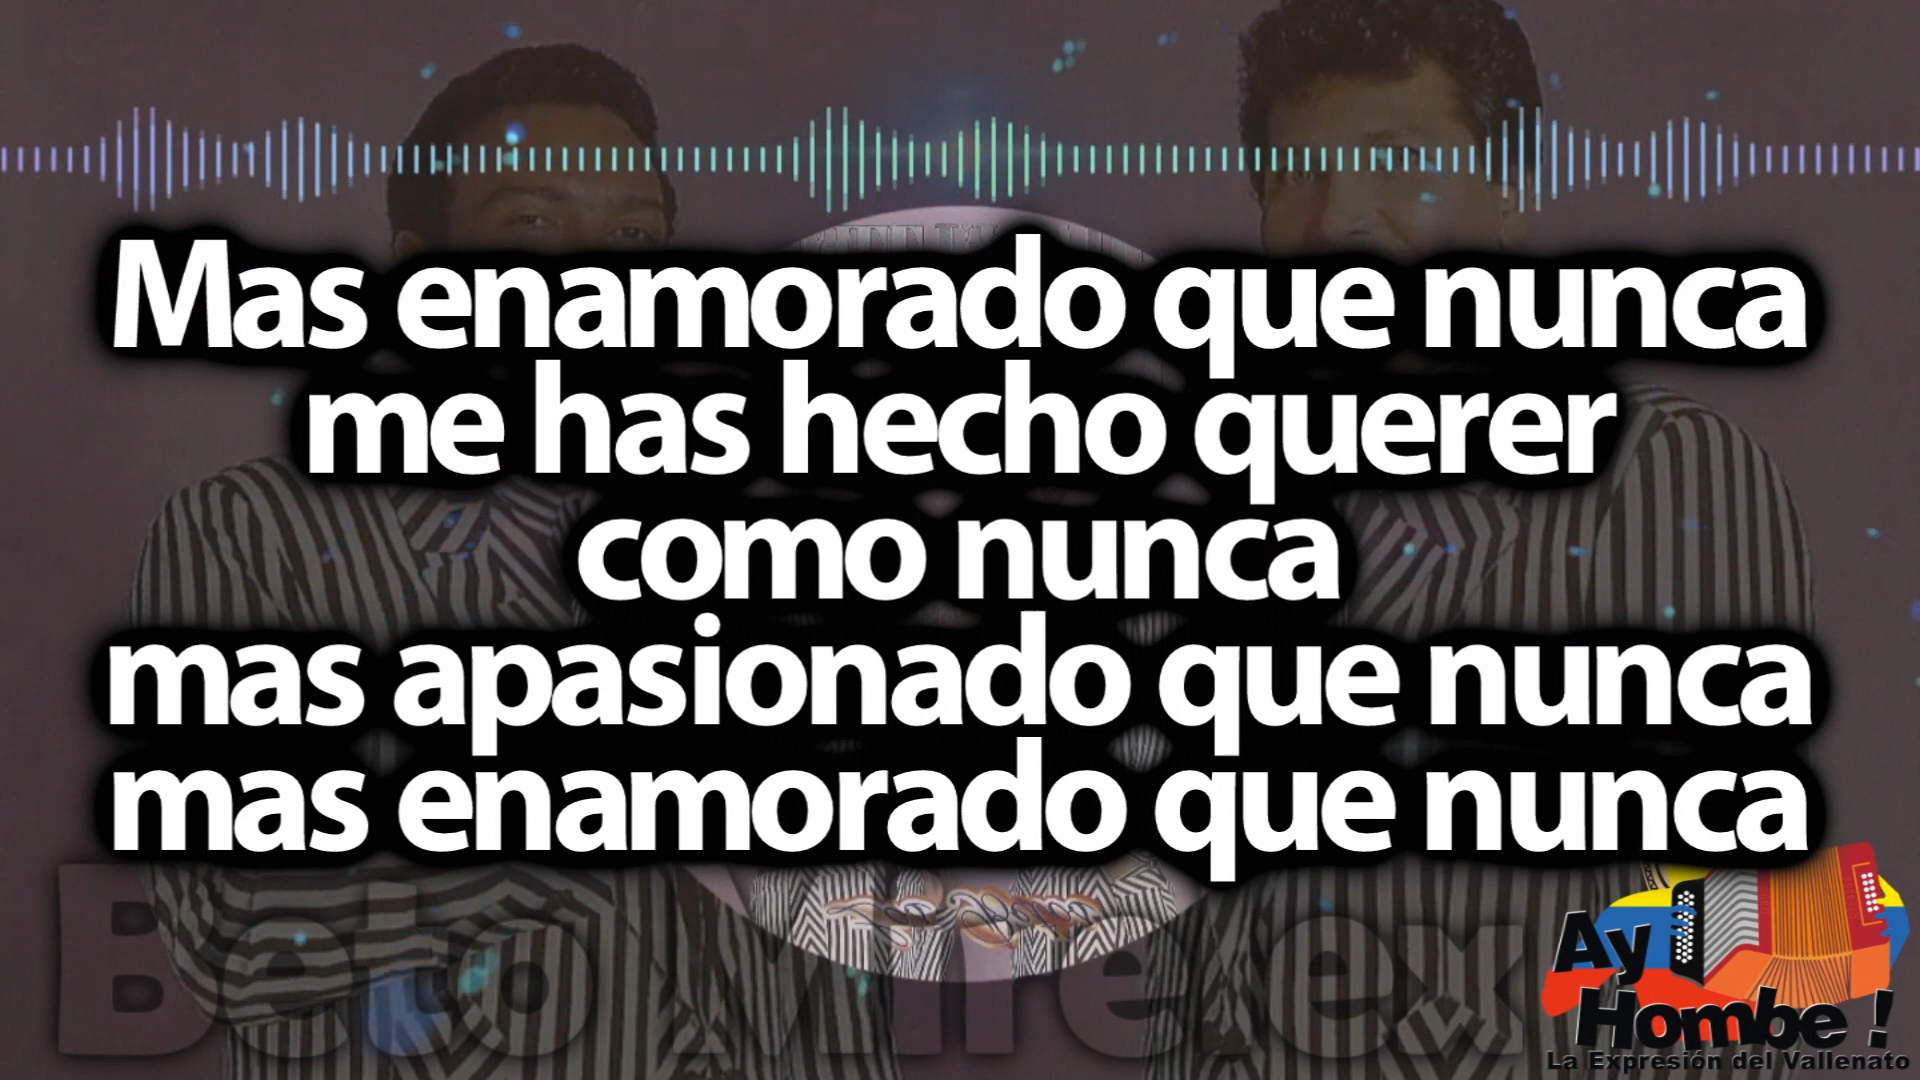 Mas enamorado que nunca
me has hecho querer
como nunca
mas apasionado que nunca
mas enamorado que nunca
Beto
Ay
Hombe !
La Expresión del Vallenato